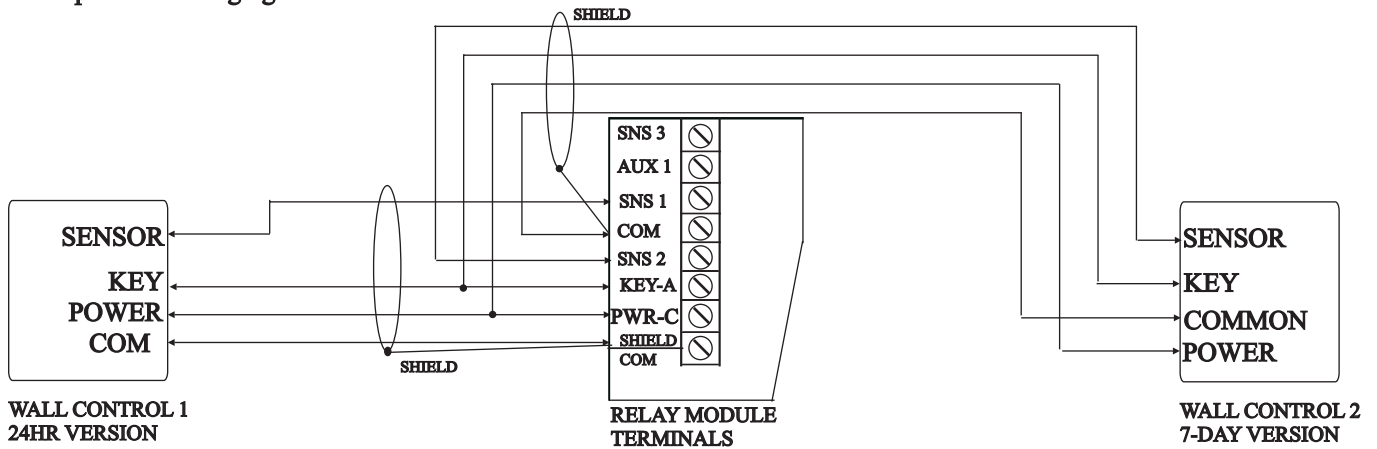 SHIELD
SNS 3
AUX 1
SNS 1
COM
SNS 2
KEY-A
PWR-C
SHIELD
COM
SENSOR
KEY
POWER
COM
SHIELD
SENSOR
KEY
COMMON
POWER
WALL CONTROL 1
24HR VERSION
RELAY MODULE
TERMINALS
WALL CONTROL 2
7-DAY VERSION